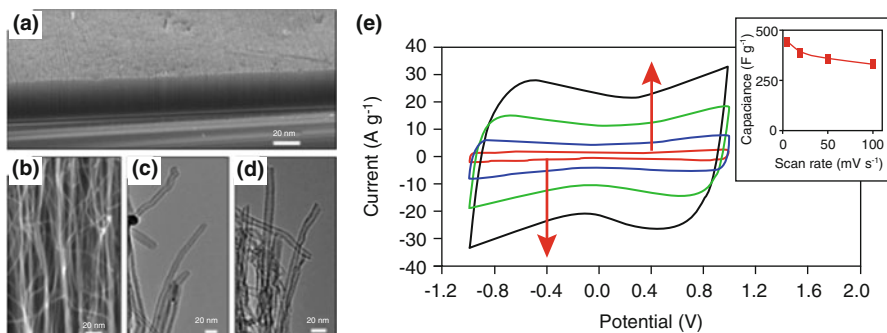 (a)
20 nm
(b)
20 nm
(c)
20 nm
(d)
20 nm
(e)
Current (A g⁻¹)
40
30
20
10
0
-10
-20
-30
-40
-1.2 -0.8 -0.4 0.0 0.4 0.8 1.2 1.6 2.0
Potential (V)
Capaciance (F g⁻¹)
500
250
0
0 50 100
Scan rate (mV s⁻¹)